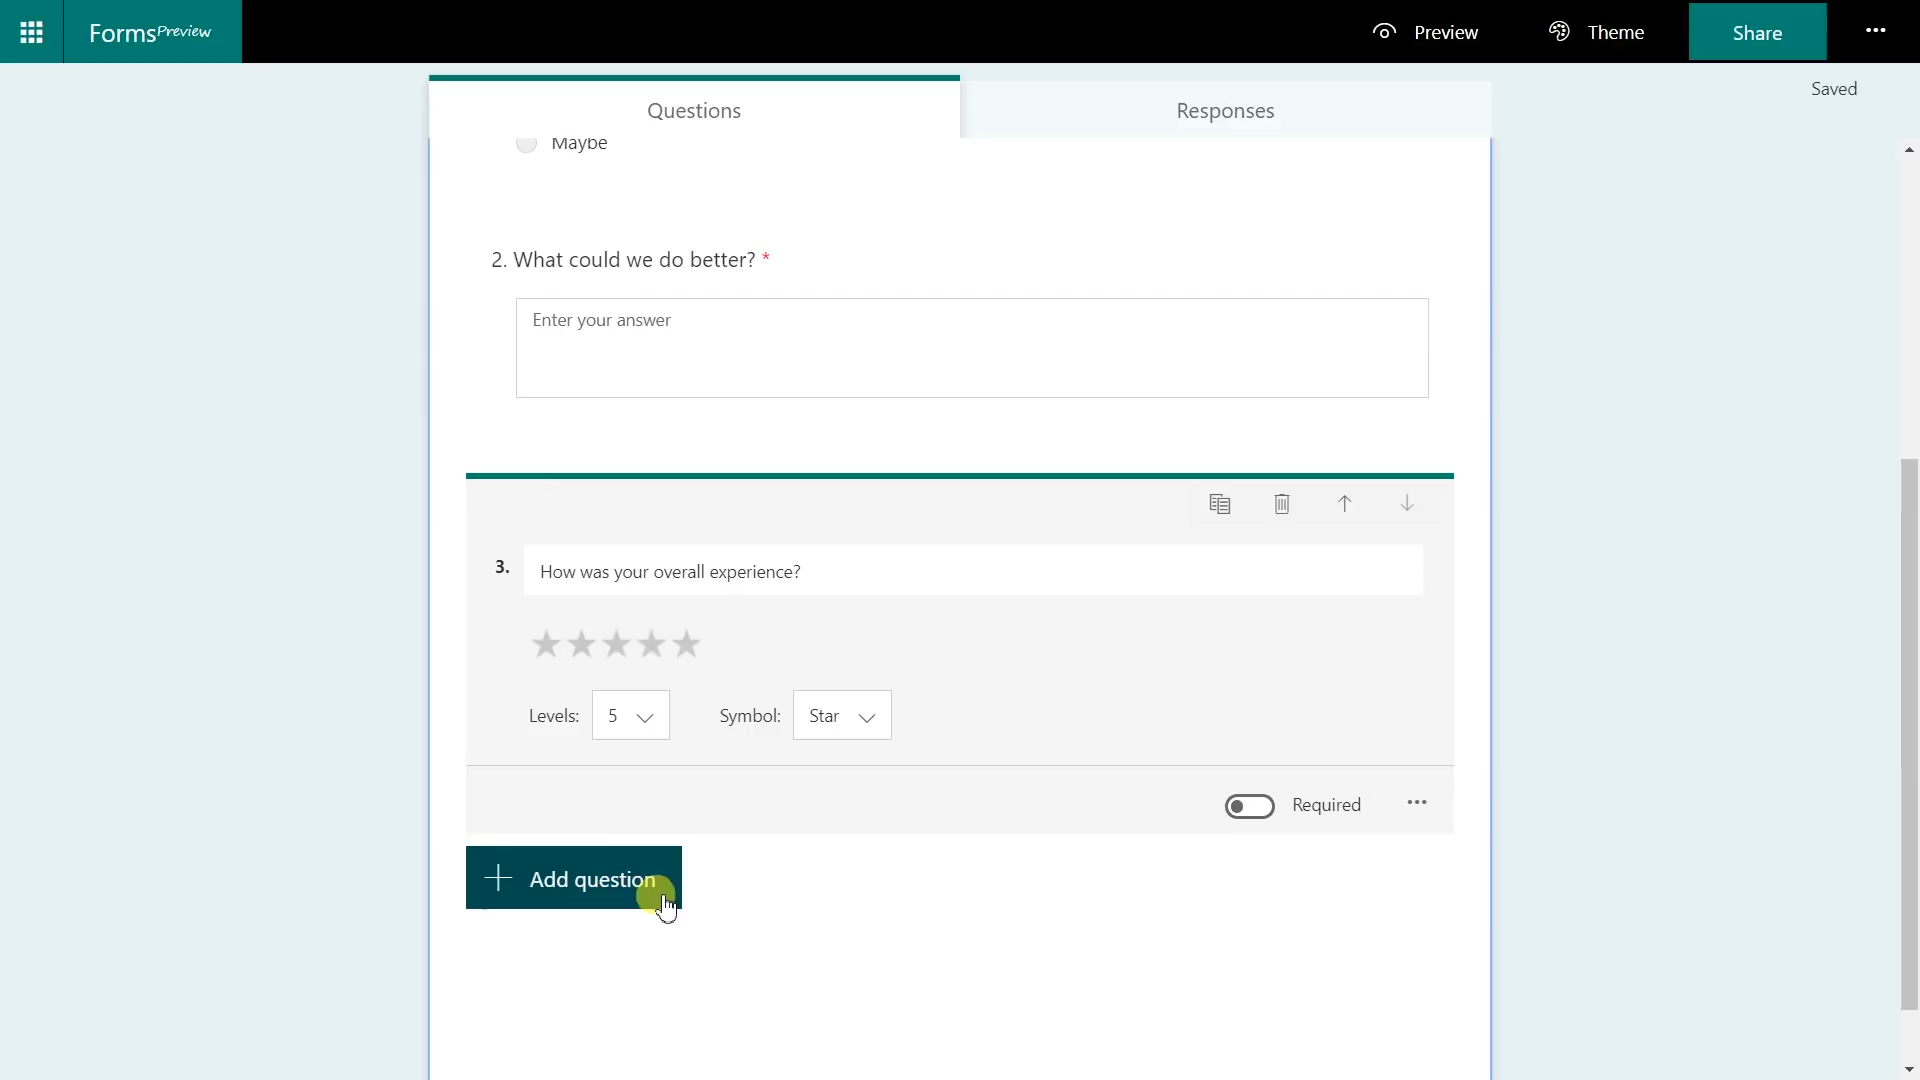 Forms Preview
Preview
Theme
Share
...
Saved
Questions
Responses
Maybe
2. What could we do better? *
Enter your answer
3. How was your overall experience?
Levels: 5
Symbol: Star
Required
...
Add question